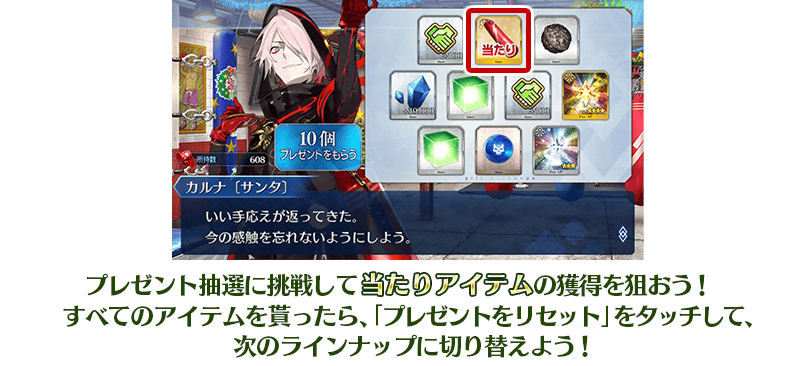 当たり
10個
プレゼントをもらう
所持数 608
カルナ〔サンタ〕
いい手応えが返ってきた。
今の感触を忘れないようにしよう。
プレゼント抽選に挑戦して当たりアイテムの獲得を狙おう！
すべてのアイテムを貰ったら、「プレゼントをリセット」をタッチして、
次のラインナップに切り替えよう！